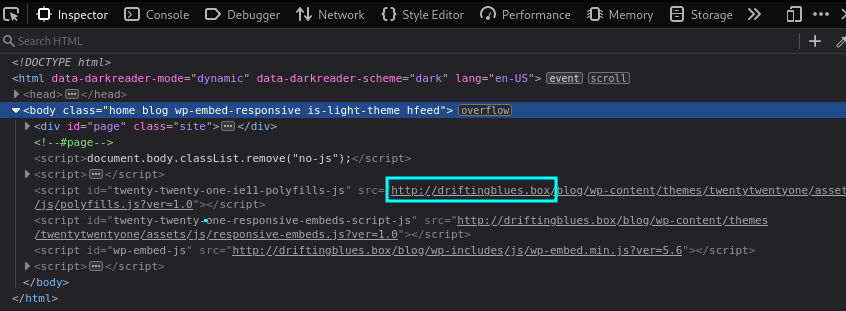 Inspector Console Debugger Network Style Editor Performance Memory Storage >> •••
Search HTML
<!DOCTYPE html>
<html data-darkreader-mode="dynamic" data-darkreader-scheme="dark" lang="en-US"> event scroll
<head> ••• </head>
<body class="home blog wp-embed-responsive is-light-theme hfeed"> overflow
<div id="page" class="site"> ••• </div>
<!--#page-->
<script>document.body.classList.remove("no-js");</script>
<script> ••• </script>
<script id="twenty-twenty-one-ie11-polyfills-js" src="http://driftingblues.box/blog/wp-content/themes/twentytwentyone/asset
/js/polyfills.js?ver=1.0"></script>
<script id="twenty-twenty-one-responsive-embeds-script-js" src="http://driftingblues.box/blog/wp-content/themes
/twentytwentyone/assets/js/responsive-embeds.js?ver=1.0"></script>
<script id="wp-embed-js" src="http://driftingblues.box/blog/wp-includes/js/wp-embed.min.js?ver=5.6"></script>
<script> ••• </script>
</body>
</html>